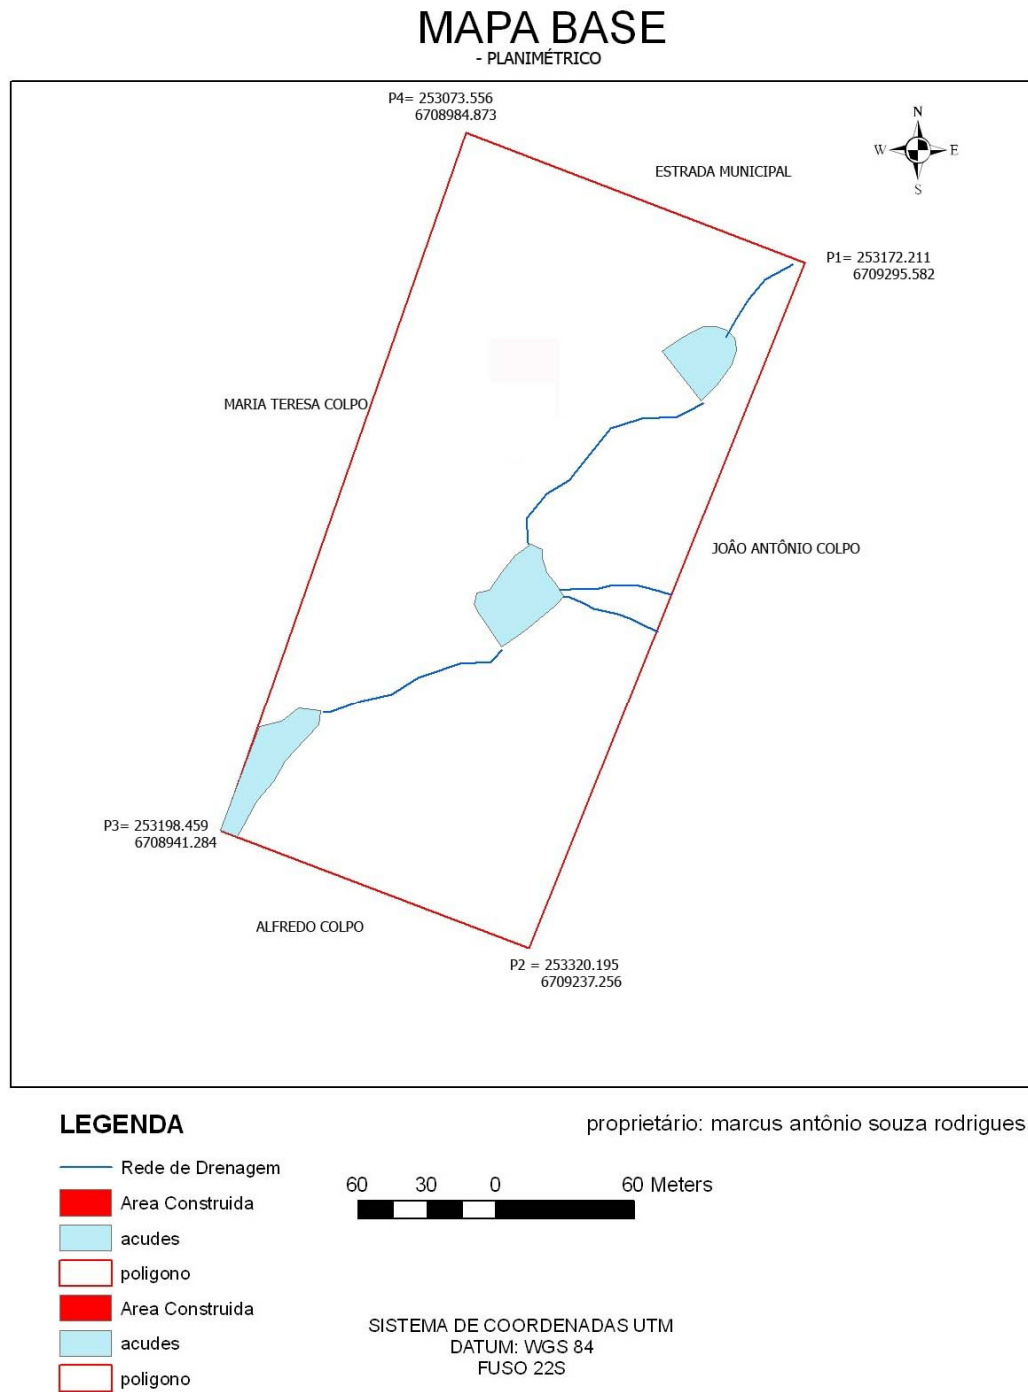 MAPA BASE
- PLANIMÉTRICO
P4= 253073.556
6708984.873
N
W E
S
ESTRADA MUNICIPAL
P1= 253172.211
6709295.582
MARIA TERESA COLPO
JOÂO ANTÔNIO COLPO
P3= 253198.459
6708941.284
ALFREDO COLPO
P2 = 253320.195
6709237.256
LEGENDA
proprietário: marcus antônio souza rodrigues
Rede de Drenagem
Area Construida
acudes
poligono
Area Construida
acudes
poligono
60 30 0 60 Meters
SISTEMA DE COORDENADAS UTM
DATUM: WGS 84
FUSO 22S